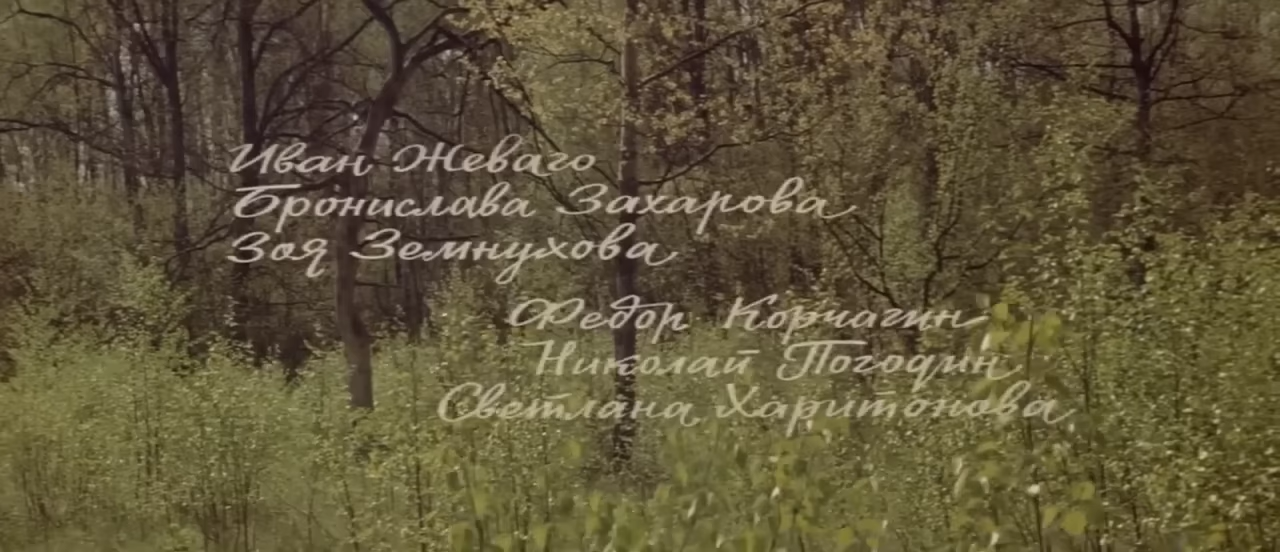 Иван Жеваго
Бронислава Захарова
Зоя Земнухова
Федор Корчагин
Николай Погодин
Светлана Харитонова